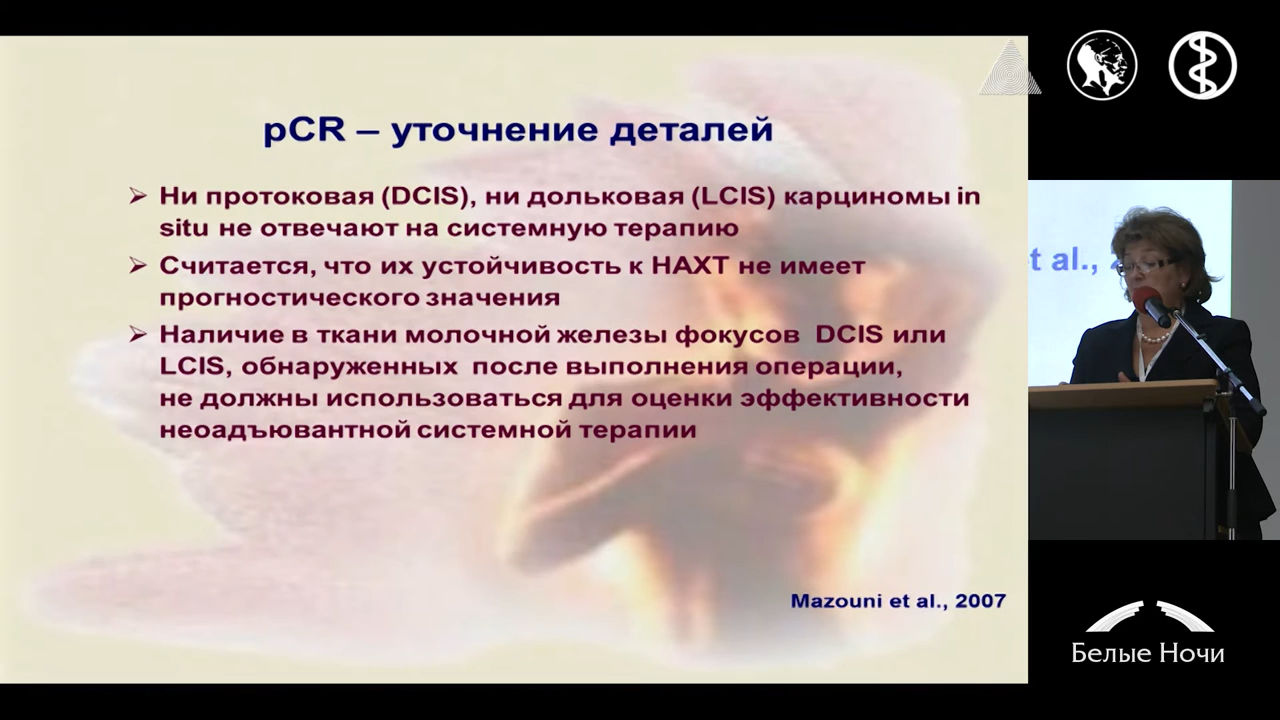 pCR – уточнение деталей
Ни протоковая (DCIS), ни дольковая (LCIS) карциномы in
situ не отвечают на системную терапию
Считается, что их устойчивость к НАХТ не имеет
прогностического значения
Наличие в ткани молочной железы фокусов DCIS или
LCIS, обнаруженных после выполнения операции,
не должны использоваться для оценки эффективности
неоадъювантной системной терапии
Mazouni et al., 2007
t al.,
Белые Ночи